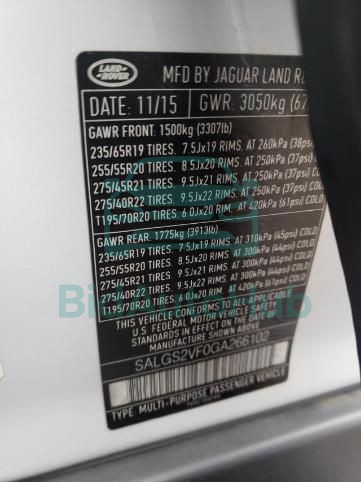 LAND
ROVER
MFD BY JAGUAR LAND RO
DATE: 11/15 GWR: 3050kg (67
GAWR FRONT: 1500kg (3307lb)
235/65R19 TIRES. 7.5Jx19 RIMS. AT 260kPa (38psi
255/55R20 TIRES. 8.5Jx20 RIMS. AT 250kPa (37psi)
275/45R21 TIRES. 9.5Jx21 RIMS. AT 250kPa (37psi)
275/40R22 TIRES. 9.5Jx22 RIMS. AT 250kPa (37psi) COL
T195/70R20 TIRES. 6.0Jx20 RIM. AT 420kPa (61psi) COLD
GAWR REAR: 1775kg (3913lb)
235/65R19 TIRES. 7.5Jx19 RIMS. AT 310kPa (45psi) COLD
255/55R20 TIRES. 8.5Jx20 RIMS. AT 300kPa (44psi) COLD
275/45R21 TIRES. 9.5Jx21 RIMS. AT 300kPa (44psi) COLD
275/40R22 TIRES. 9.5Jx22 RIMS. AT 300kPa (44psi) COLD
T195/70R20 TIRES. 6.0Jx20 RIM. AT 420kPa (61psi) COLD
THIS VEHICLE CONFORMS TO ALL APPLICABLE
FEDERAL MOTOR VEHICLE SAFETY
STANDARDS IN EFFECT ON THE DATE OF
MANUFACTURE SHOWN ABOVE
SALGS2VF0GA266102
TYPE: MULTI-PURPOSE PASSENGER VEHICLE